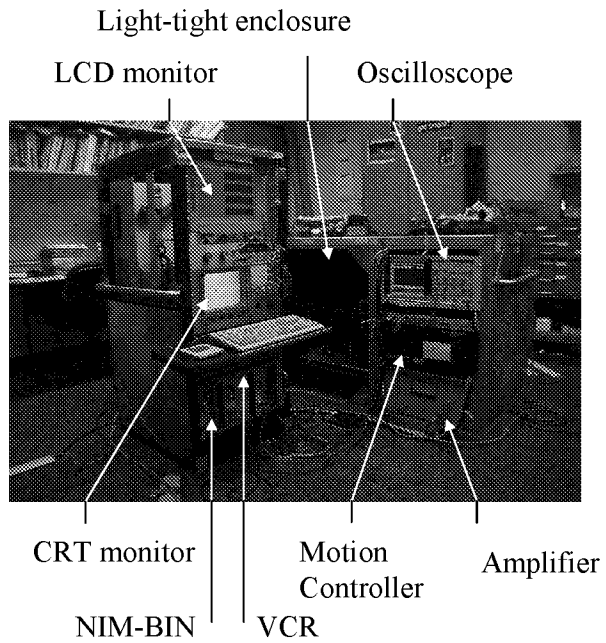 Light-tight enclosure
LCD monitor
Oscilloscope
CRT monitor
Motion
Controller
Amplifier
NIM-BIN
VCR